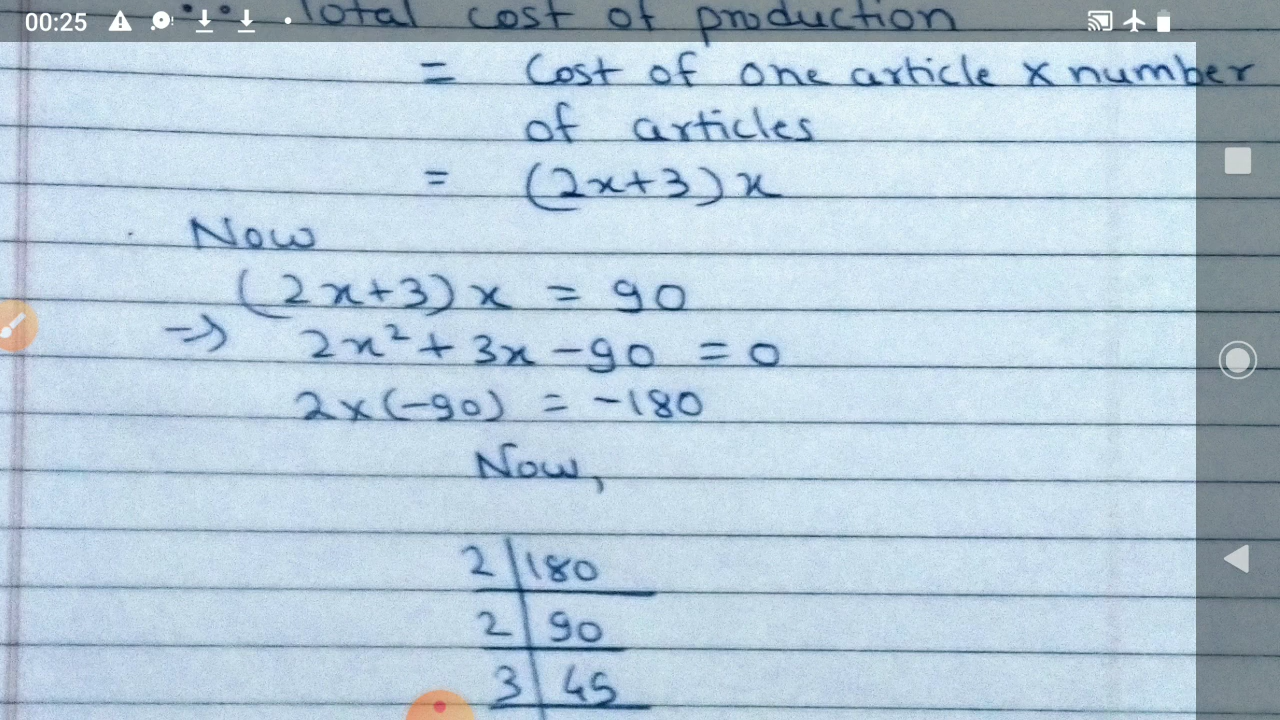 00:25
∴ Total cost of production
= Cost of one article x number
of articles
= (2x+3)x
Now
(2x+3)x = 90
=> 2x²+3x-90 = 0
2x(-90) = -180
Now,
2 | 180
2 | 90
3 | 45